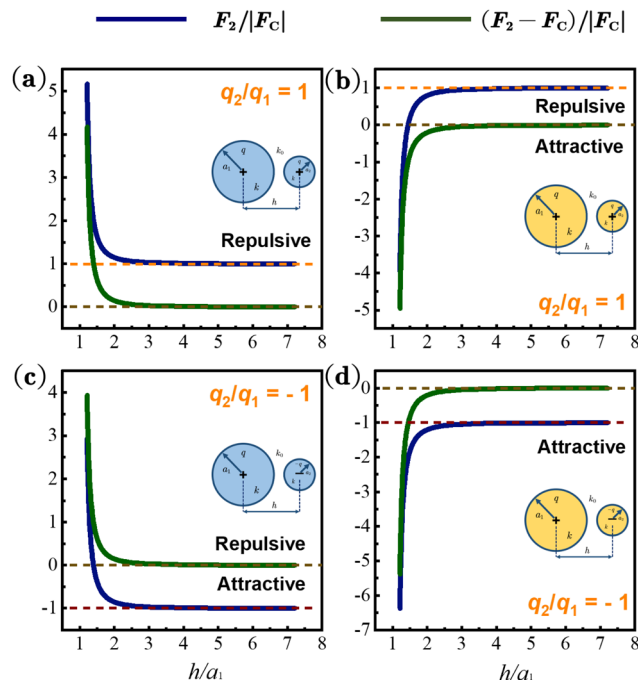 F₂/|F_C| (F₂ − F_C)/|F_C|
(a)
5
4
3
2
1
0
q₂/q₁ = 1
q
a₁
k
k₀
q
a₂
k
h
Repulsive
1 2 3 4 5 6 7 8
(b)
1
0
-1
-2
-3
-4
-5
Repulsive
Attractive
q
a₁
k
k₀
q
a₂
k
h
q₂/q₁ = 1
1 2 3 4 5 6 7 8
(c)
4
3
2
1
0
-1
q₂/q₁ = - 1
q
a₁
k
k₀
-q
a₂
k
h
Repulsive
Attractive
1 2 3 4 5 6 7 8
h/a₁
(d)
0
-1
-2
-3
-4
-5
-6
-7
Attractive
q
a₁
k
k₀
-q
a₂
k
h
q₂/q₁ = - 1
1 2 3 4 5 6 7 8
h/a₁